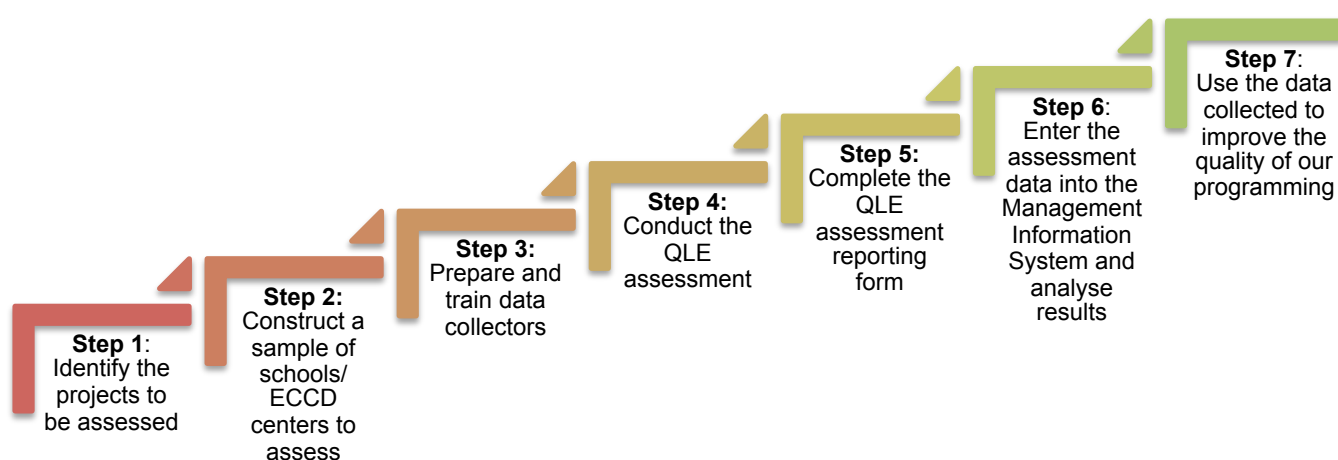 Step 1:
Identify the
projects to
be assessed
Step 2:
Construct a
sample of
schools/
ECCD
centers to
assess
Step 3:
Prepare and
train data
collectors
Step 4:
Conduct the
QLE
assessment
Step 5:
Complete the
QLE
assessment
reporting
form
Step 6:
Enter the
assessment
data into the
Management
Information
System and
analyse
results
Step 7:
Use the data
collected to
improve the
quality of our
programming